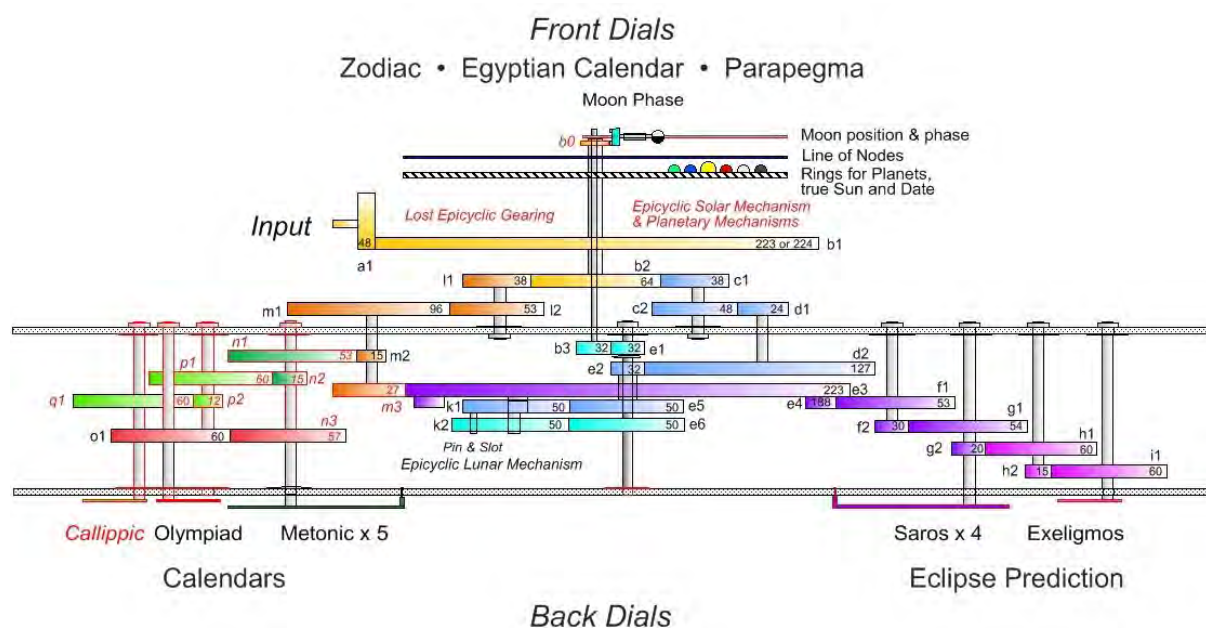 Front Dials
Zodiac • Egyptian Calendar • Parapegma
Moon Phase
b0
Moon position & phase
Line of Nodes
Rings for Planets,
true Sun and Date
Input
Lost Epicyclic Gearing
Epicyclic Solar Mechanism
& Planetary Mechanisms
48 223 or 224 b1
a1
b2
l1 38 64 38 c1
m1 96 53 l2 c2 48 24 d1
n1 53 15 m2 b3 32 32 e1
p1 60 15 n2 e2 32 127 d2
27 223 e3
q1 60 12 p2 m3 k1 50 50 e5 e4 188 53 f1
k2 50 50 e6 f2 30 54 g1
o1 60 57 n3
Pin & Slot
Epicyclic Lunar Mechanism
g2 20 60 h1
h2 15 60 i1
Callippic Olympiad Metonic x 5 Saros x 4 Exeligmos
Calendars Eclipse Prediction
Back Dials